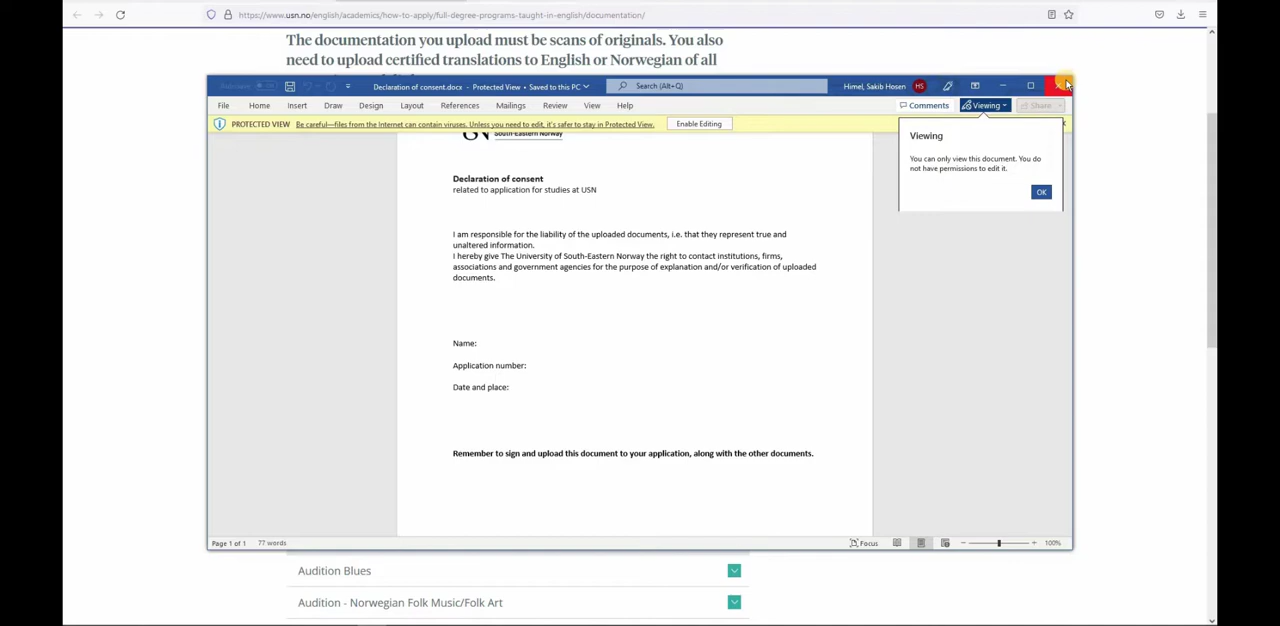 https://www.usn.no/english/academics/how-to-apply/full-degree-programs-taught-in-english/documentation/
The documentation you upload must be scans of originals. You also
need to upload certified translations to English or Norwegian of all
Declaration of consent.docx - Protected View • Saved to this PC
Search (Alt+Q)
Himel, Sakib Hosen HS
File Home Insert Draw Design Layout References Mailings Review View Help
Comments Viewing Share
PROTECTED VIEW Be careful—files from the Internet can contain viruses. Unless you need to edit, it's safer to stay in Protected View. Enable Editing
South-Eastern Norway
Viewing
You can only view this document. You do
not have permissions to edit it.
OK
Declaration of consent
related to application for studies at USN
I am responsible for the liability of the uploaded documents, i.e. that they represent true and
unaltered information.
I hereby give The University of South-Eastern Norway the right to contact institutions, firms,
associations and government agencies for the purpose of explanation and/or verification of uploaded
documents.
Name:
Application number:
Date and place:
Remember to sign and upload this document to your application, along with the other documents.
Page 1 of 1 77 words
Focus
100%
Audition Blues
Audition - Norwegian Folk Music/Folk Art